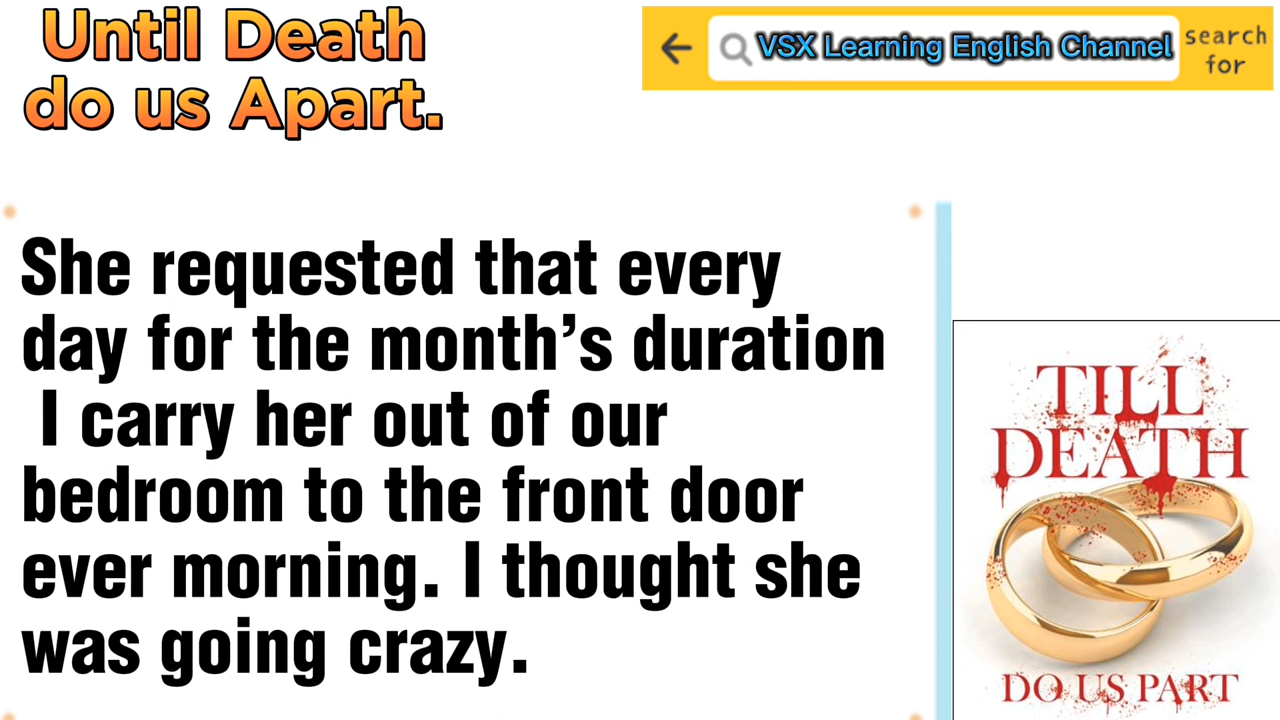 Until Death
do us Apart.
VSX Learning English Channel
search
for
She requested that every
day for the month’s duration
I carry her out of our
bedroom to the front door
ever morning. I thought she
was going crazy.
TILL
DEATH
DO US PART